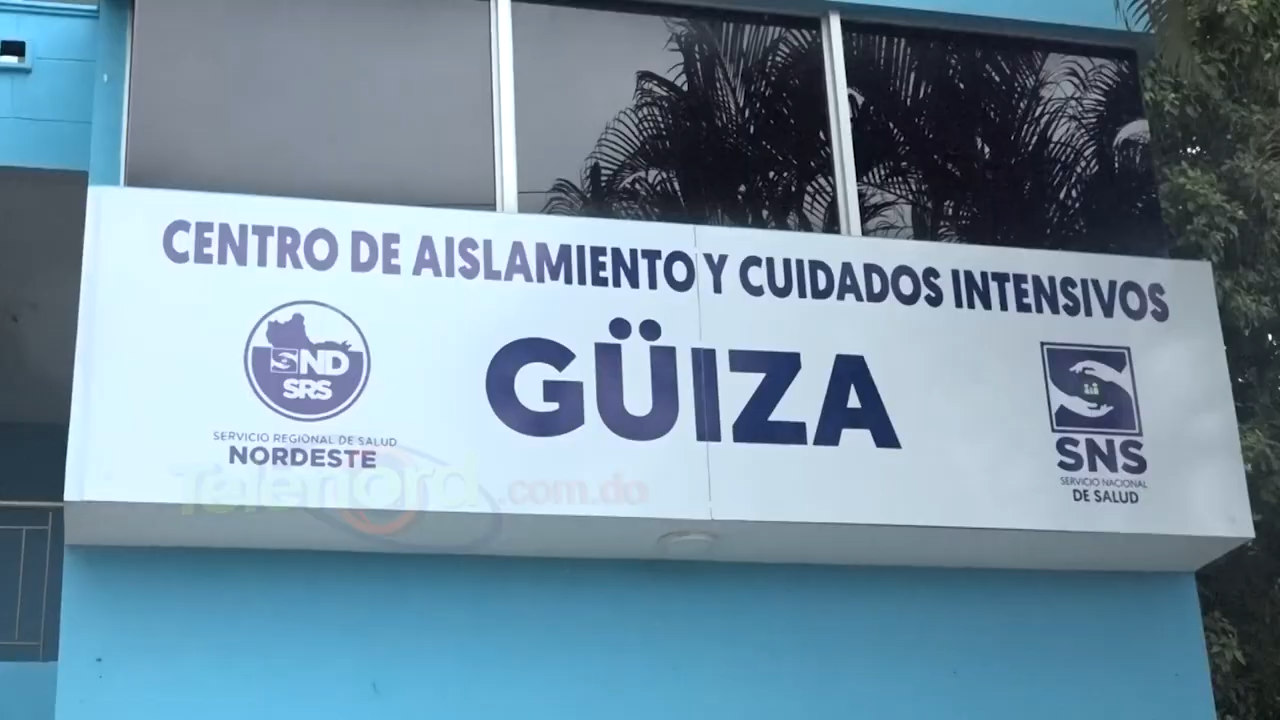 CENTRO DE AISLAMIENTO Y CUIDADOS INTENSIVOS
GÜIZA
SND
SRS
SERVICIO REGIONAL DE SALUD
NORDESTE
SNS
SERVICIO NACIONAL
DE SALUD
Telenord.com.do